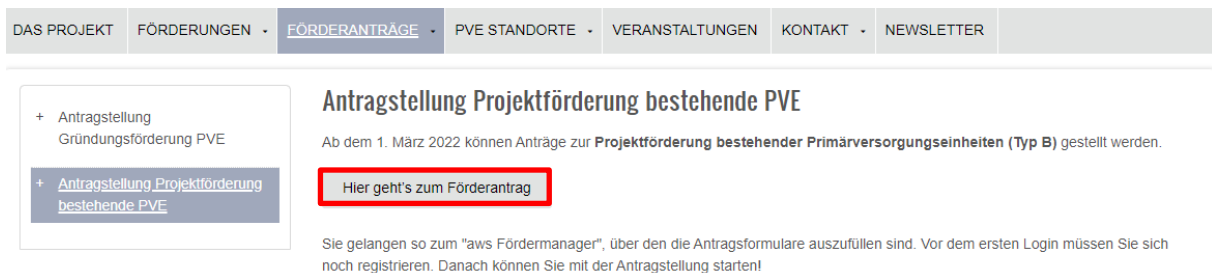 DAS PROJEKT FÖRDERUNGEN FÖRDERANTRÄGE PVE STANDORTE VERANSTALTUNGEN KONTAKT NEWSLETTER
+ Antragstellung
Gründungsförderung PVE
+ Antragstellung Projektförderung
bestehende PVE
Antragstellung Projektförderung bestehende PVE
Ab dem 1. März 2022 können Anträge zur Projektförderung bestehender Primärversorgungseinheiten (Typ B) gestellt werden.
Hier geht's zum Förderantrag
Sie gelangen so zum "aws Fördermanager", über den die Antragsformulare auszufüllen sind. Vor dem ersten Login müssen Sie sich
noch registrieren. Danach können Sie mit der Antragstellung starten!